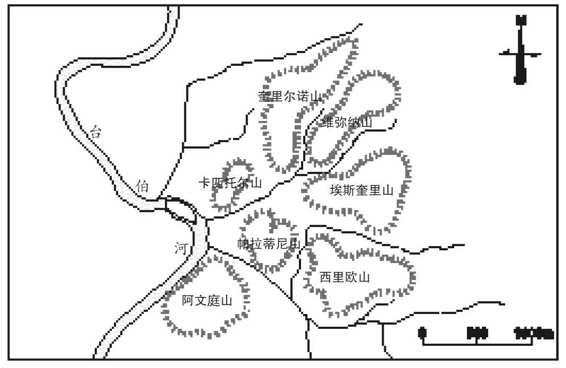 N
奎里尔诺山
维弥纳山
台
伯
河
卡匹托尔山
埃斯奎里山
帕拉蒂尼山
西里欧山
阿文庭山
0 500 1000m